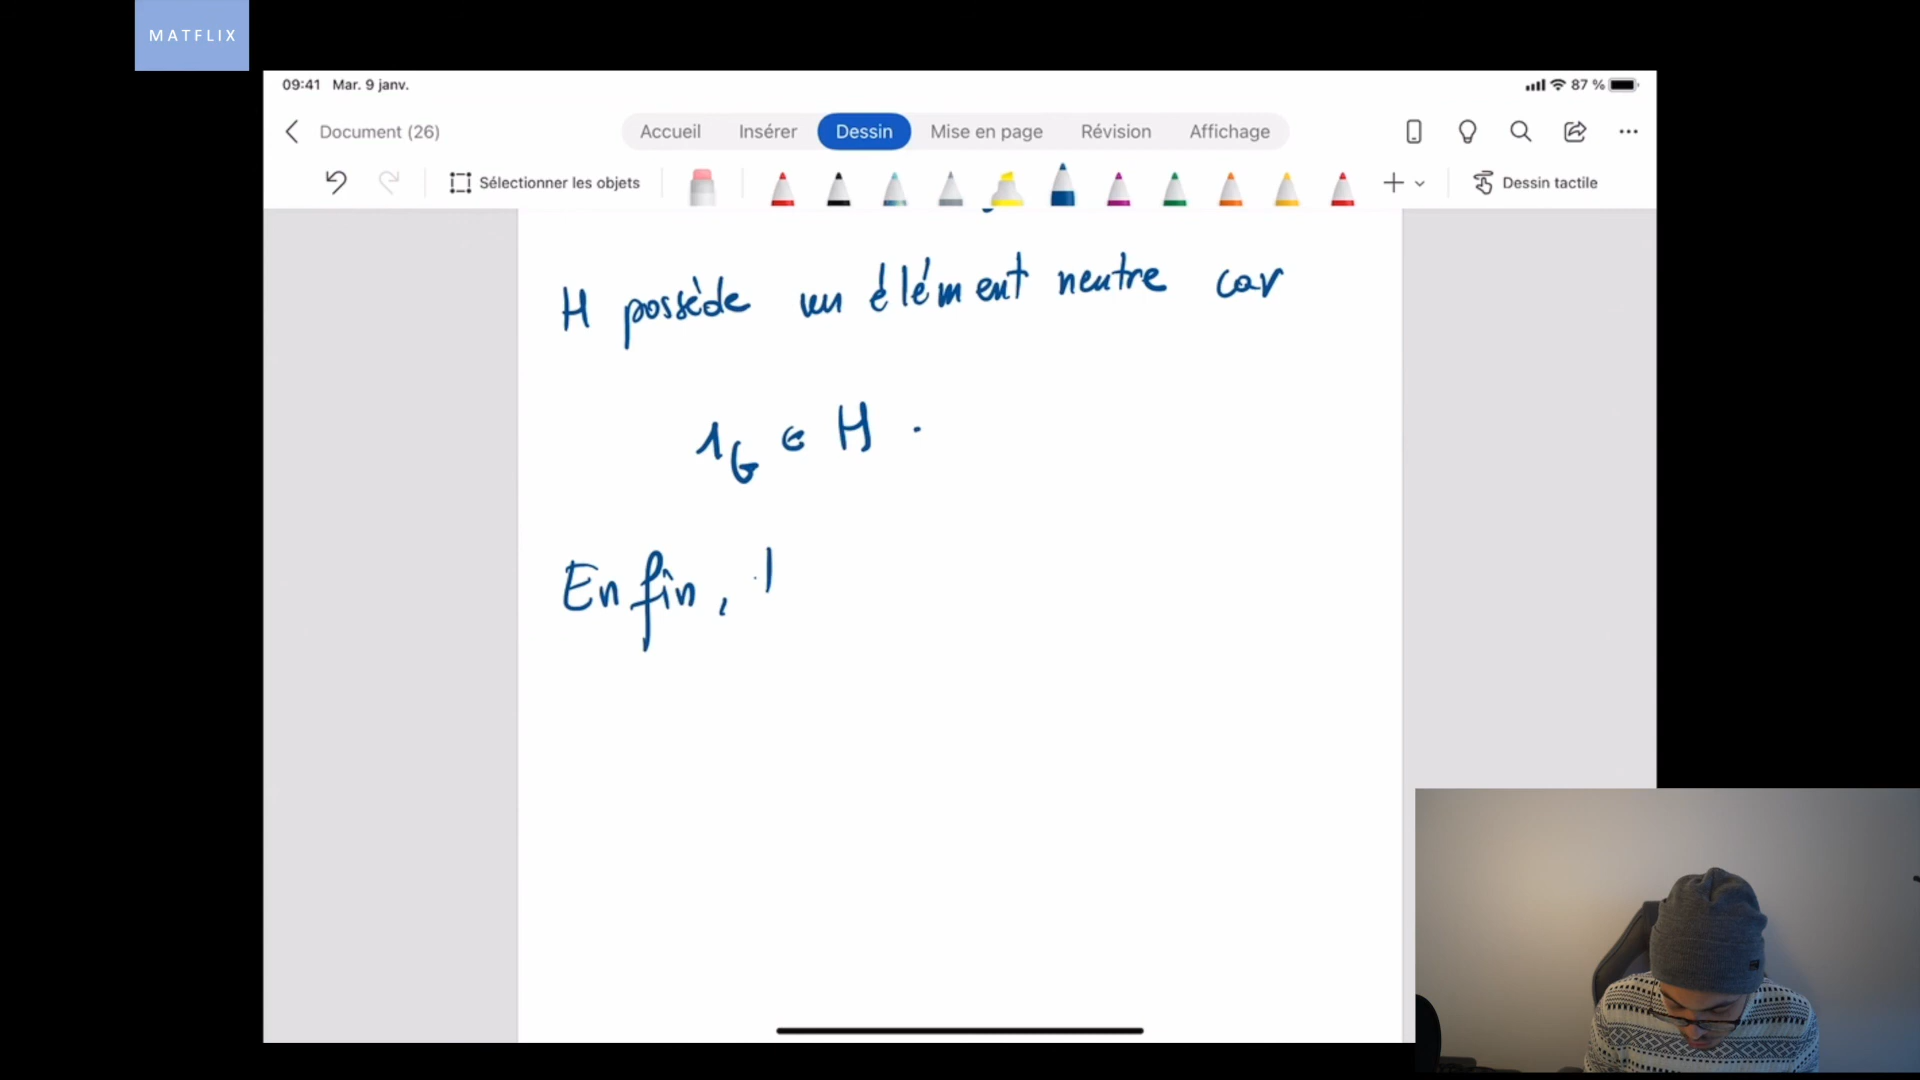 MATFLIX
09:41 Mar. 9 janv. 87 %
Document (26) Accueil Insérer Dessin Mise en page Révision Affichage
Sélectionner les objets Dessin tactile
H possède un élément neutre car
1_G ∈ H .
Enfin, l